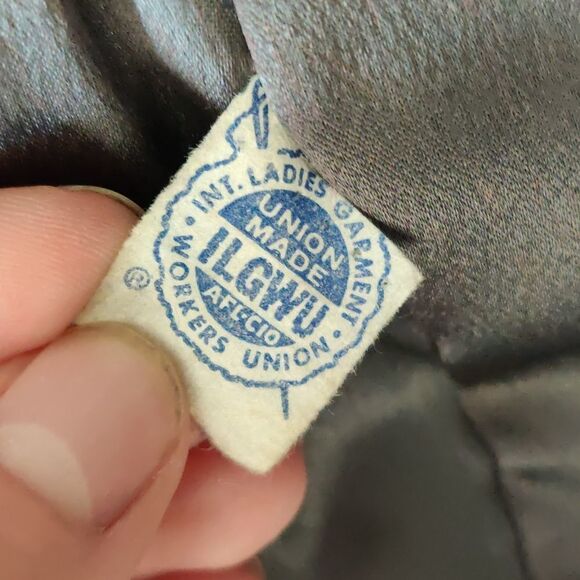 INT. LADIES GARMENT
WORKERS UNION
UNION
MADE
ILGWU
AFL-CIO
®